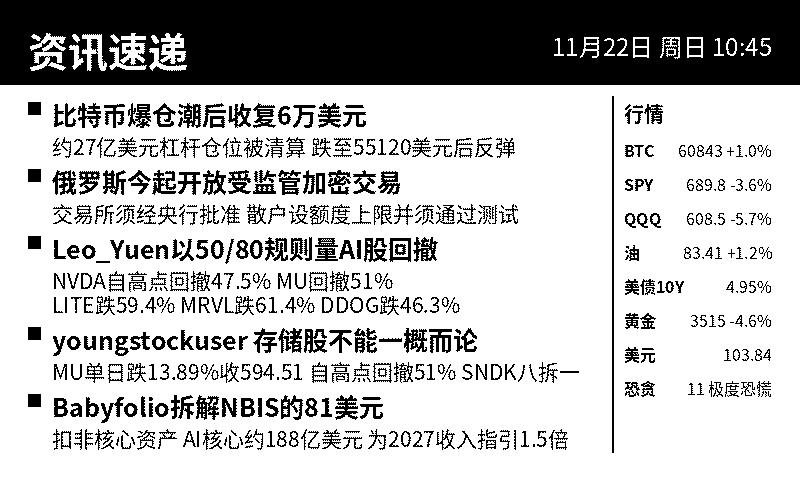 资讯速递
11月22日 周日 10:45
比特币爆仓潮后收复6万美元
约27亿美元杠杆仓位被清算 跌至55120美元后反弹
俄罗斯今起开放受监管加密交易
交易所须经央行批准 散户设额度上限并须通过测试
Leo_Yuen以50/80规则量AI股回撤
NVDA自高点回撤47.5% MU回撤51%
LITE跌59.4% MRVL跌61.4% DDOG跌46.3%
youngstockuser 存储股不能一概而论
MU单日跌13.89%收594.51 自高点回撤51% SNDK八拆一
Babyfolio拆解NBIS的81美元
扣非核心资产 AI核心约188亿美元 为2027收入指引1.5倍
行情
BTC 60843 +1.0%
SPY 689.8 -3.6%
QQQ 608.5 -5.7%
油 83.41 +1.2%
美债10Y 4.95%
黄金 3515 -4.6%
美元 103.84
恐贪 11 极度恐慌